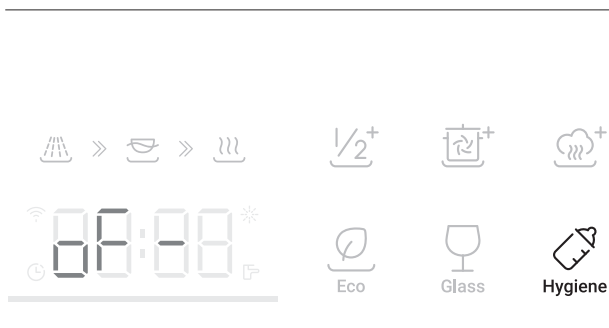 1/2+ + +
oF-
Eco Glass Hygiene